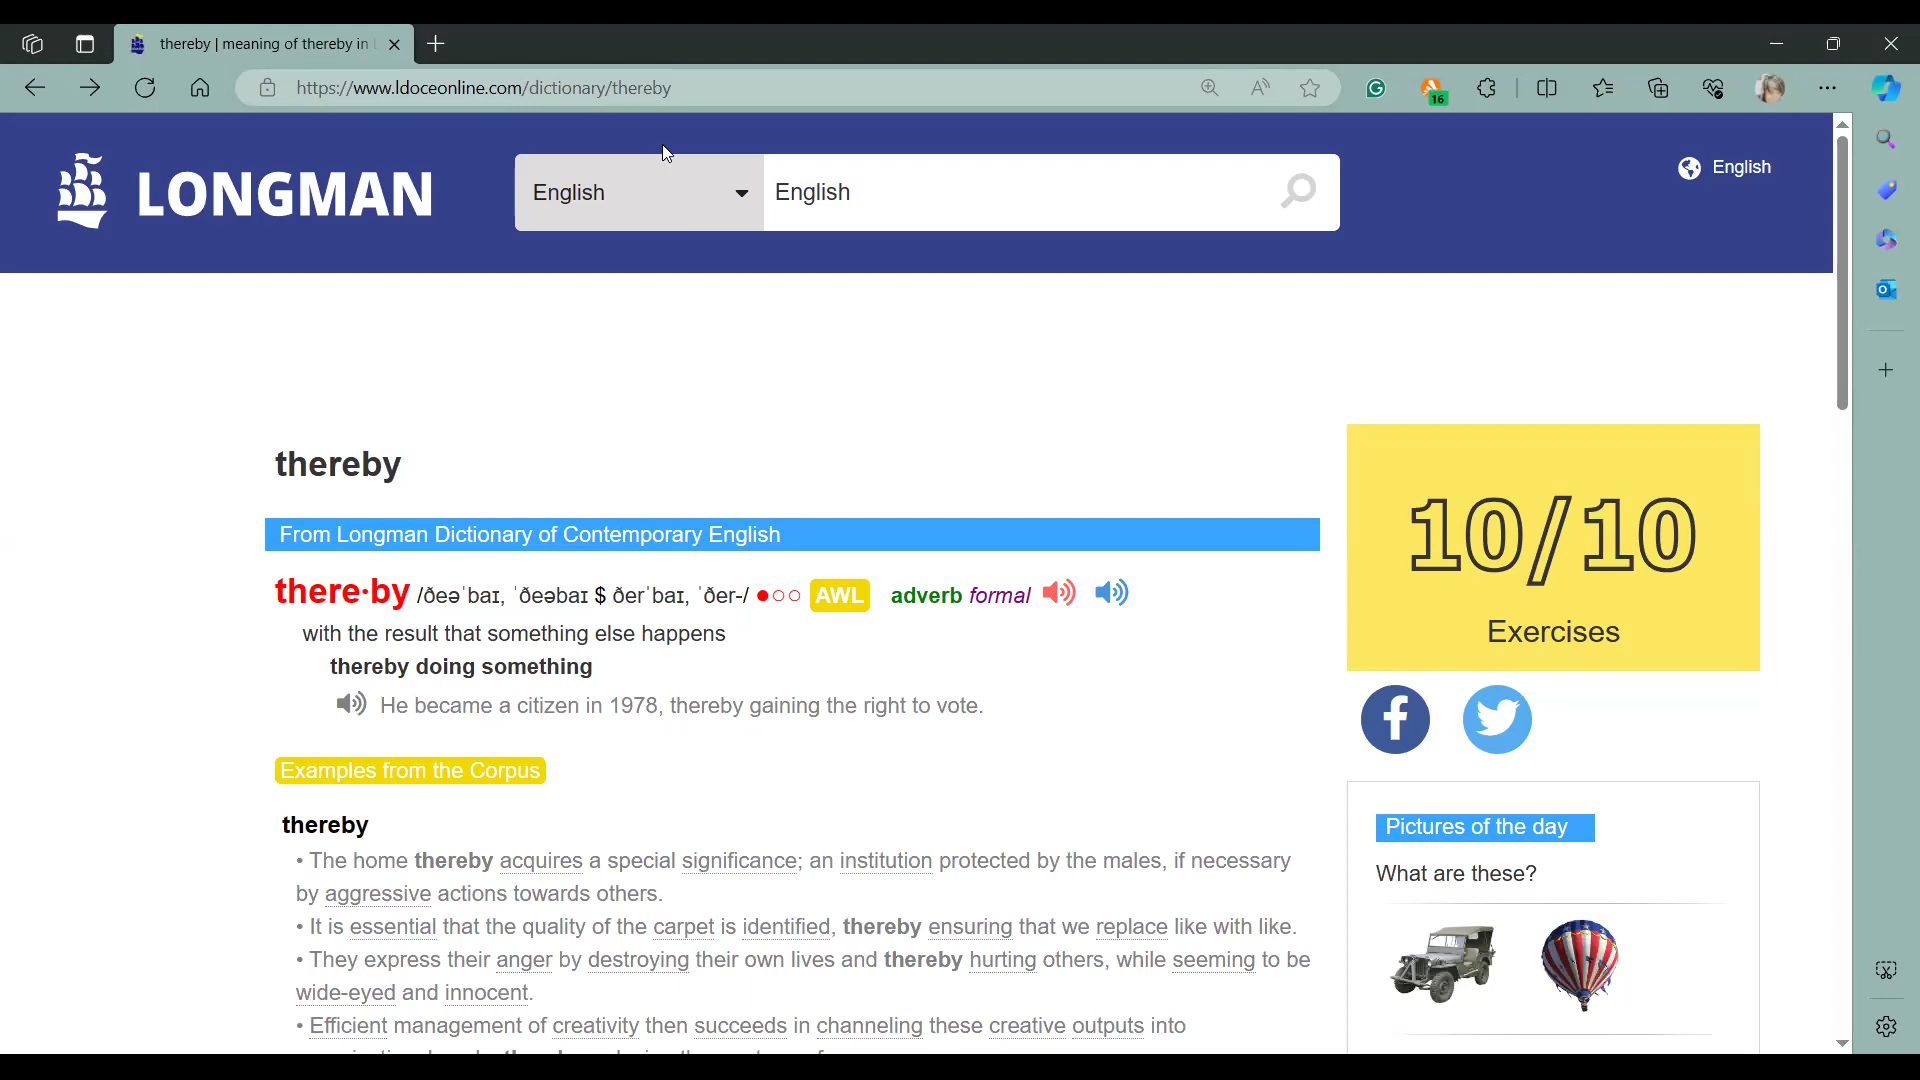 thereby | meaning of thereby in
https://www.ldoceonline.com/dictionary/thereby
16
LONGMAN
English
English
English
thereby
From Longman Dictionary of Contemporary English
there·by /ðeəˈbaɪ, ˈðeəbaɪ $ ðerˈbaɪ, ˈðer-/ ●○○ AWL adverb formal
with the result that something else happens
thereby doing something
He became a citizen in 1978, thereby gaining the right to vote.
Examples from the Corpus
thereby
• The home thereby acquires a special significance; an institution protected by the males, if necessary
by aggressive actions towards others.
• It is essential that the quality of the carpet is identified, thereby ensuring that we replace like with like.
• They express their anger by destroying their own lives and thereby hurting others, while seeming to be
wide-eyed and innocent.
• Efficient management of creativity then succeeds in channeling these creative outputs into
10/10
Exercises
Pictures of the day
What are these?